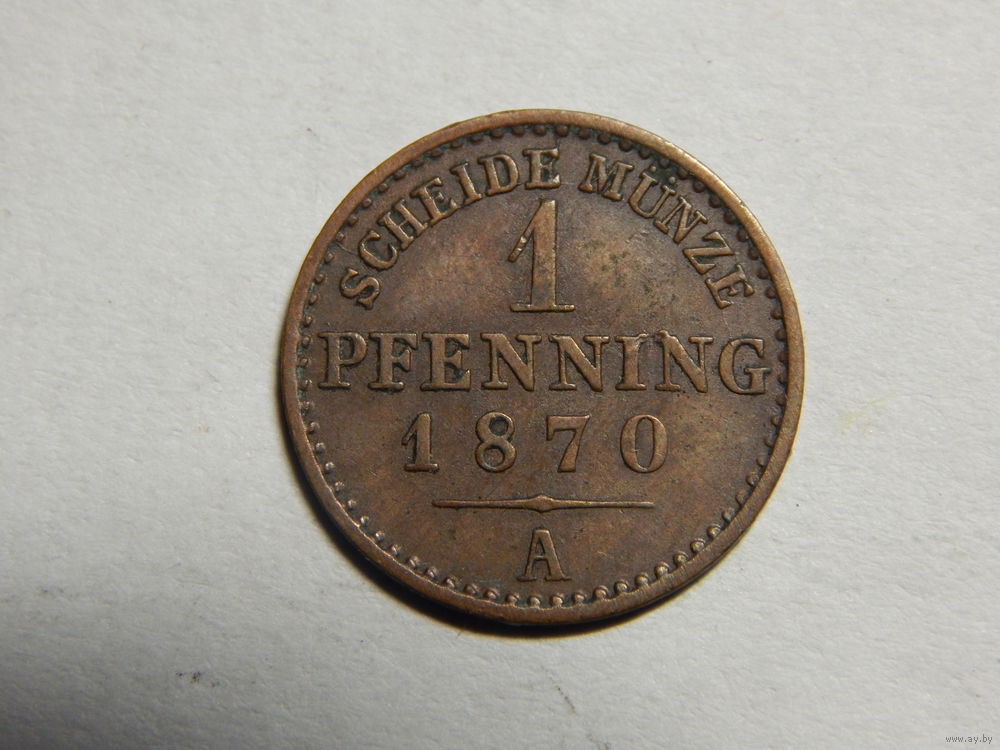 SCHEIDE MÜNZE
1
PFENNING
1870
A
www.ay.by